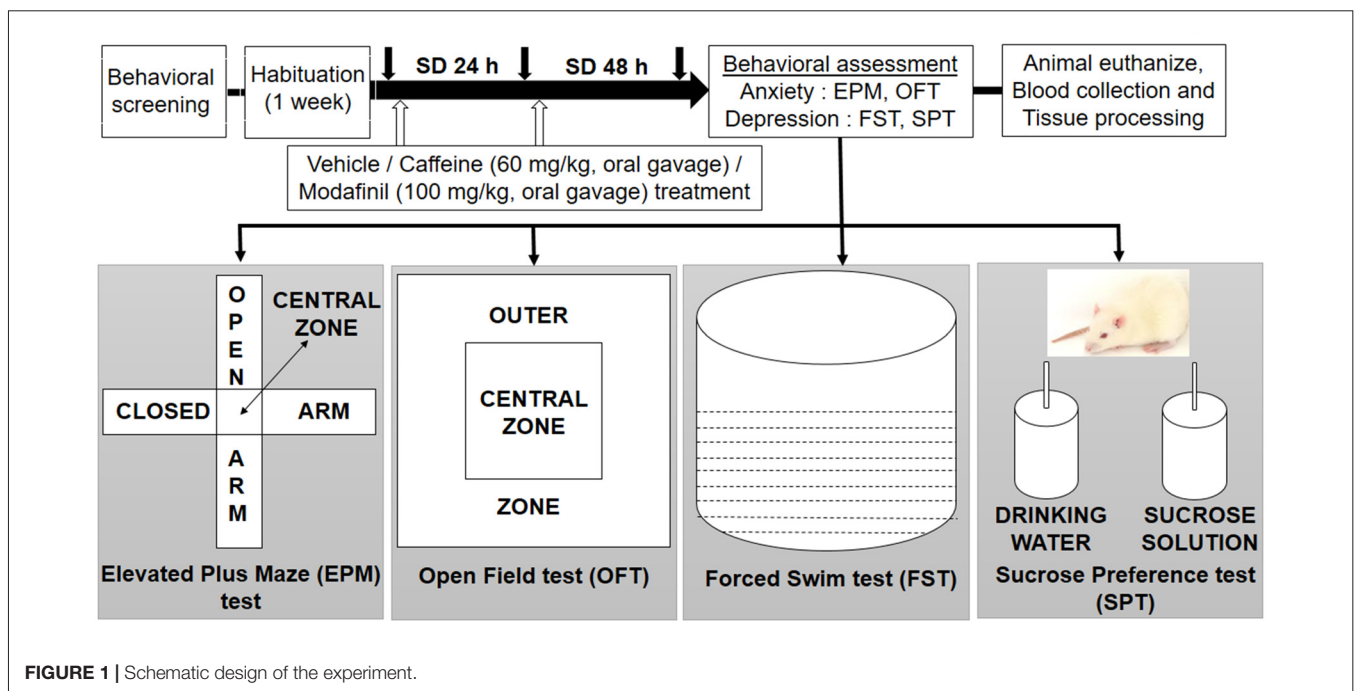 Behavioral
screening
Habituation
(1 week)
SD 24 h
SD 48 h
Behavioral assessment
Anxiety : EPM, OFT
Depression : FST, SPT
Animal euthanize,
Blood collection and
Tissue processing
Vehicle / Caffeine (60 mg/kg, oral gavage) /
Modafinil (100 mg/kg, oral gavage) treatment
OPEN
CENTRAL
ZONE
CLOSED ARM
ARM
Elevated Plus Maze (EPM)
test
OUTER
CENTRAL
ZONE
ZONE
Open Field test (OFT)
Forced Swim test (FST)
DRINKING
WATER
SUCROSE
SOLUTION
Sucrose Preference test
(SPT)
FIGURE 1 | Schematic design of the experiment.